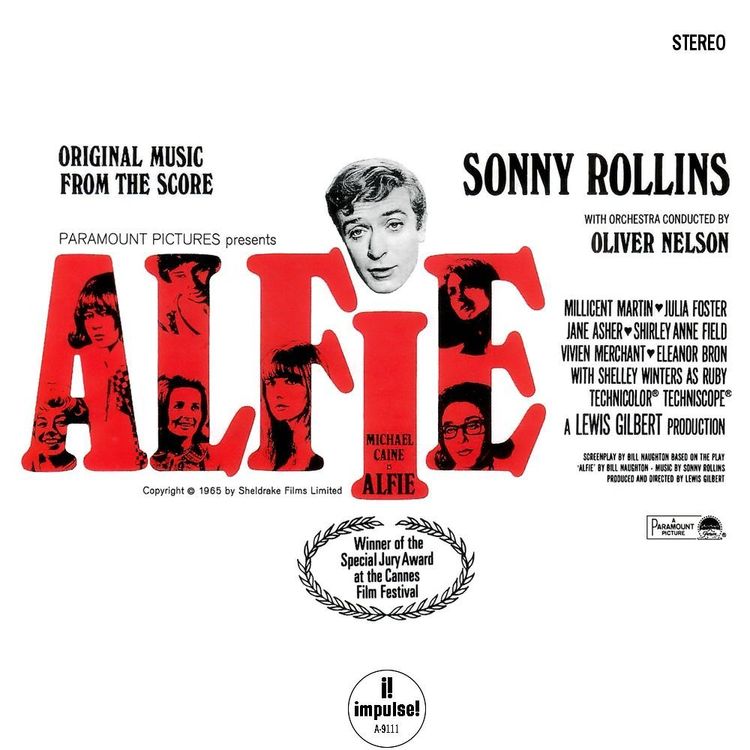 STEREO
ORIGINAL MUSIC
FROM THE SCORE
SONNY ROLLINS
WITH ORCHESTRA CONDUCTED BY
OLIVER NELSON
PARAMOUNT PICTURES presents
ALFIE
MICHAEL
CAINE
IS
ALFIE
MILLICENT MARTIN♥JULIA FOSTER
JANE ASHER♥SHIRLEY ANNE FIELD
VIVIEN MERCHANT♥ELEANOR BRON
WITH SHELLEY WINTERS AS RUBY
TECHNICOLOR® TECHNISCOPE®
A LEWIS GILBERT PRODUCTION
SCREENPLAY BY BILL NAUGHTON BASED ON THE PLAY
'ALFIE' BY BILL NAUGHTON · MUSIC BY SONNY ROLLINS
PRODUCED AND DIRECTED BY LEWIS GILBERT
A
PARAMOUNT
PICTURE
®
Copyright © 1965 by Sheldrake Films Limited
Winner of the
Special Jury Award
at the Cannes
Film Festival
i!
impulse!
A-9111